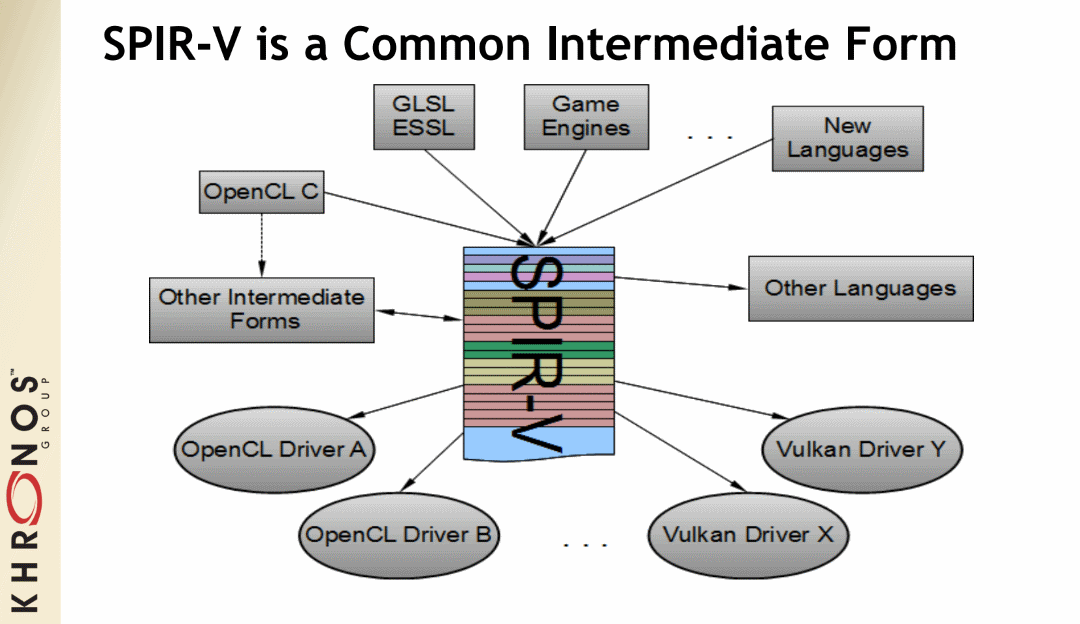 SPIR-V is a Common Intermediate Form
GLSL
ESSL
Game
Engines
. . .
New
Languages
OpenCL C
SPIR-V
Other Intermediate
Forms
Other Languages
OpenCL Driver A
Vulkan Driver Y
OpenCL Driver B
. . .
Vulkan Driver X
KHRONOS™
GROUP